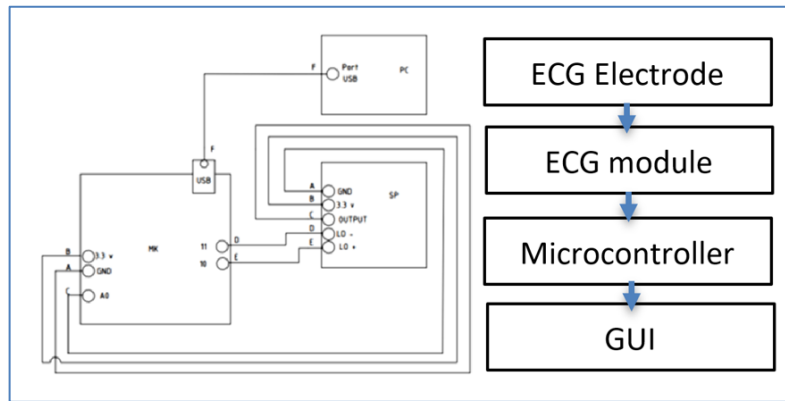 F
Port
USB
PC
F
USB
A
GND
SP
B
3.3 v
C
OUTPUT
D
LO -
E
LO +
11
D
MK
10
E
B
3.3 v
A
GND
C
A0
ECG Electrode
ECG module
Microcontroller
GUI